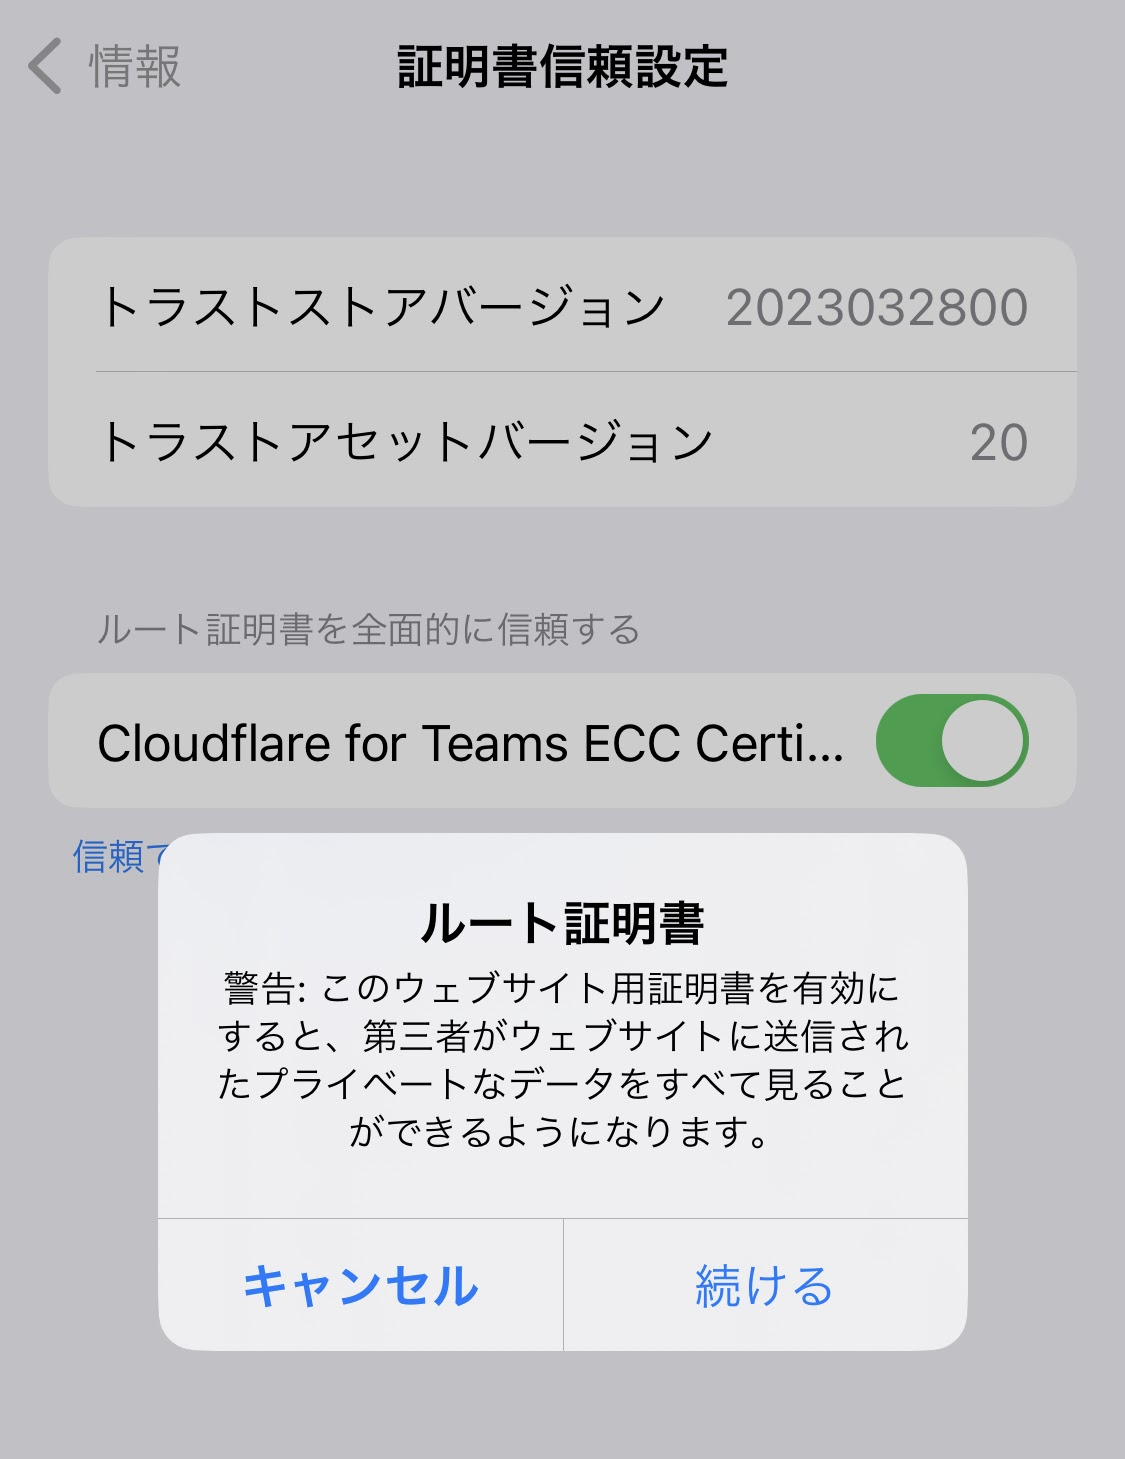 情報
証明書信頼設定
トラストストアバージョン 2023032800
トラストアセットバージョン 20
ルート証明書を全面的に信頼する
Cloudflare for Teams ECC Certi...
信頼で
ルート証明書
警告: このウェブサイト用証明書を有効に
すると、第三者がウェブサイトに送信され
たプライベートなデータをすべて見ること
ができるようになります。
キャンセル 続ける